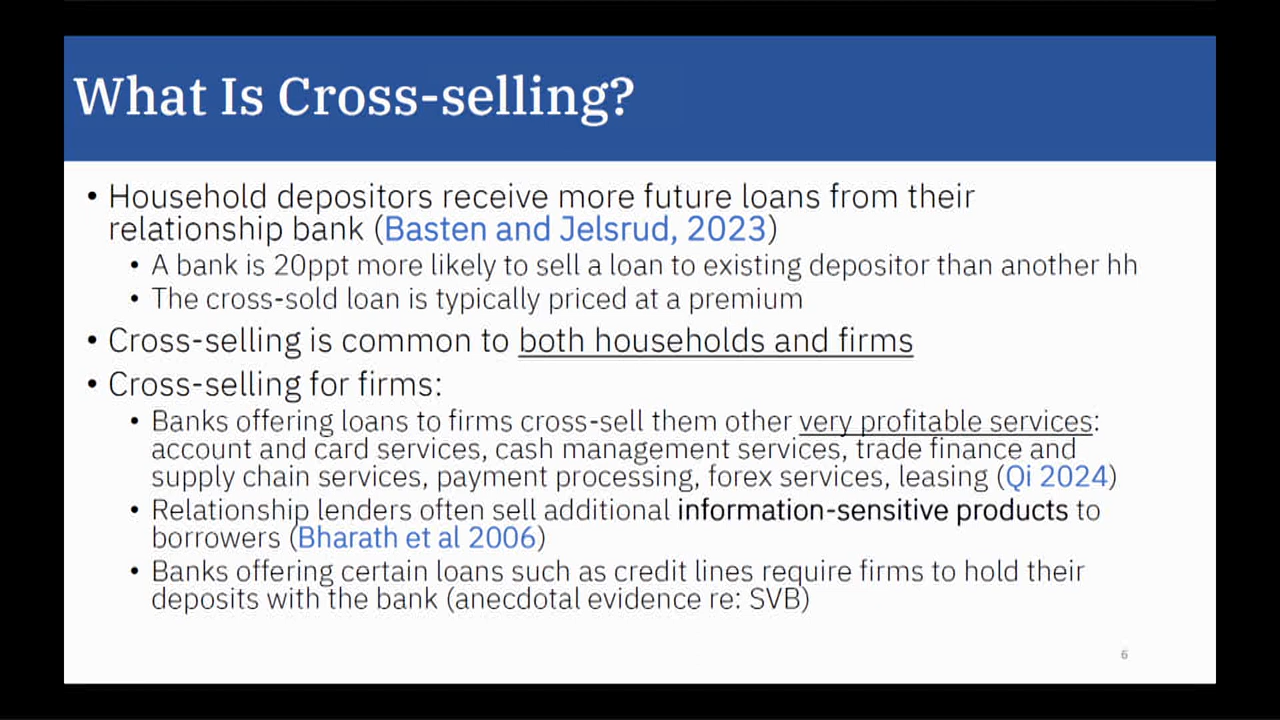 What Is Cross-selling?
• Household depositors receive more future loans from their
relationship bank (Basten and Jelsrud, 2023)
• A bank is 20ppt more likely to sell a loan to existing depositor than another hh
• The cross-sold loan is typically priced at a premium
• Cross-selling is common to both households and firms
• Cross-selling for firms:
• Banks offering loans to firms cross-sell them other very profitable services:
account and card services, cash management services, trade finance and
supply chain services, payment processing, forex services, leasing (Qi 2024)
• Relationship lenders often sell additional information-sensitive products to
borrowers (Bharath et al 2006)
• Banks offering certain loans such as credit lines require firms to hold their
deposits with the bank (anecdotal evidence re: SVB)
6